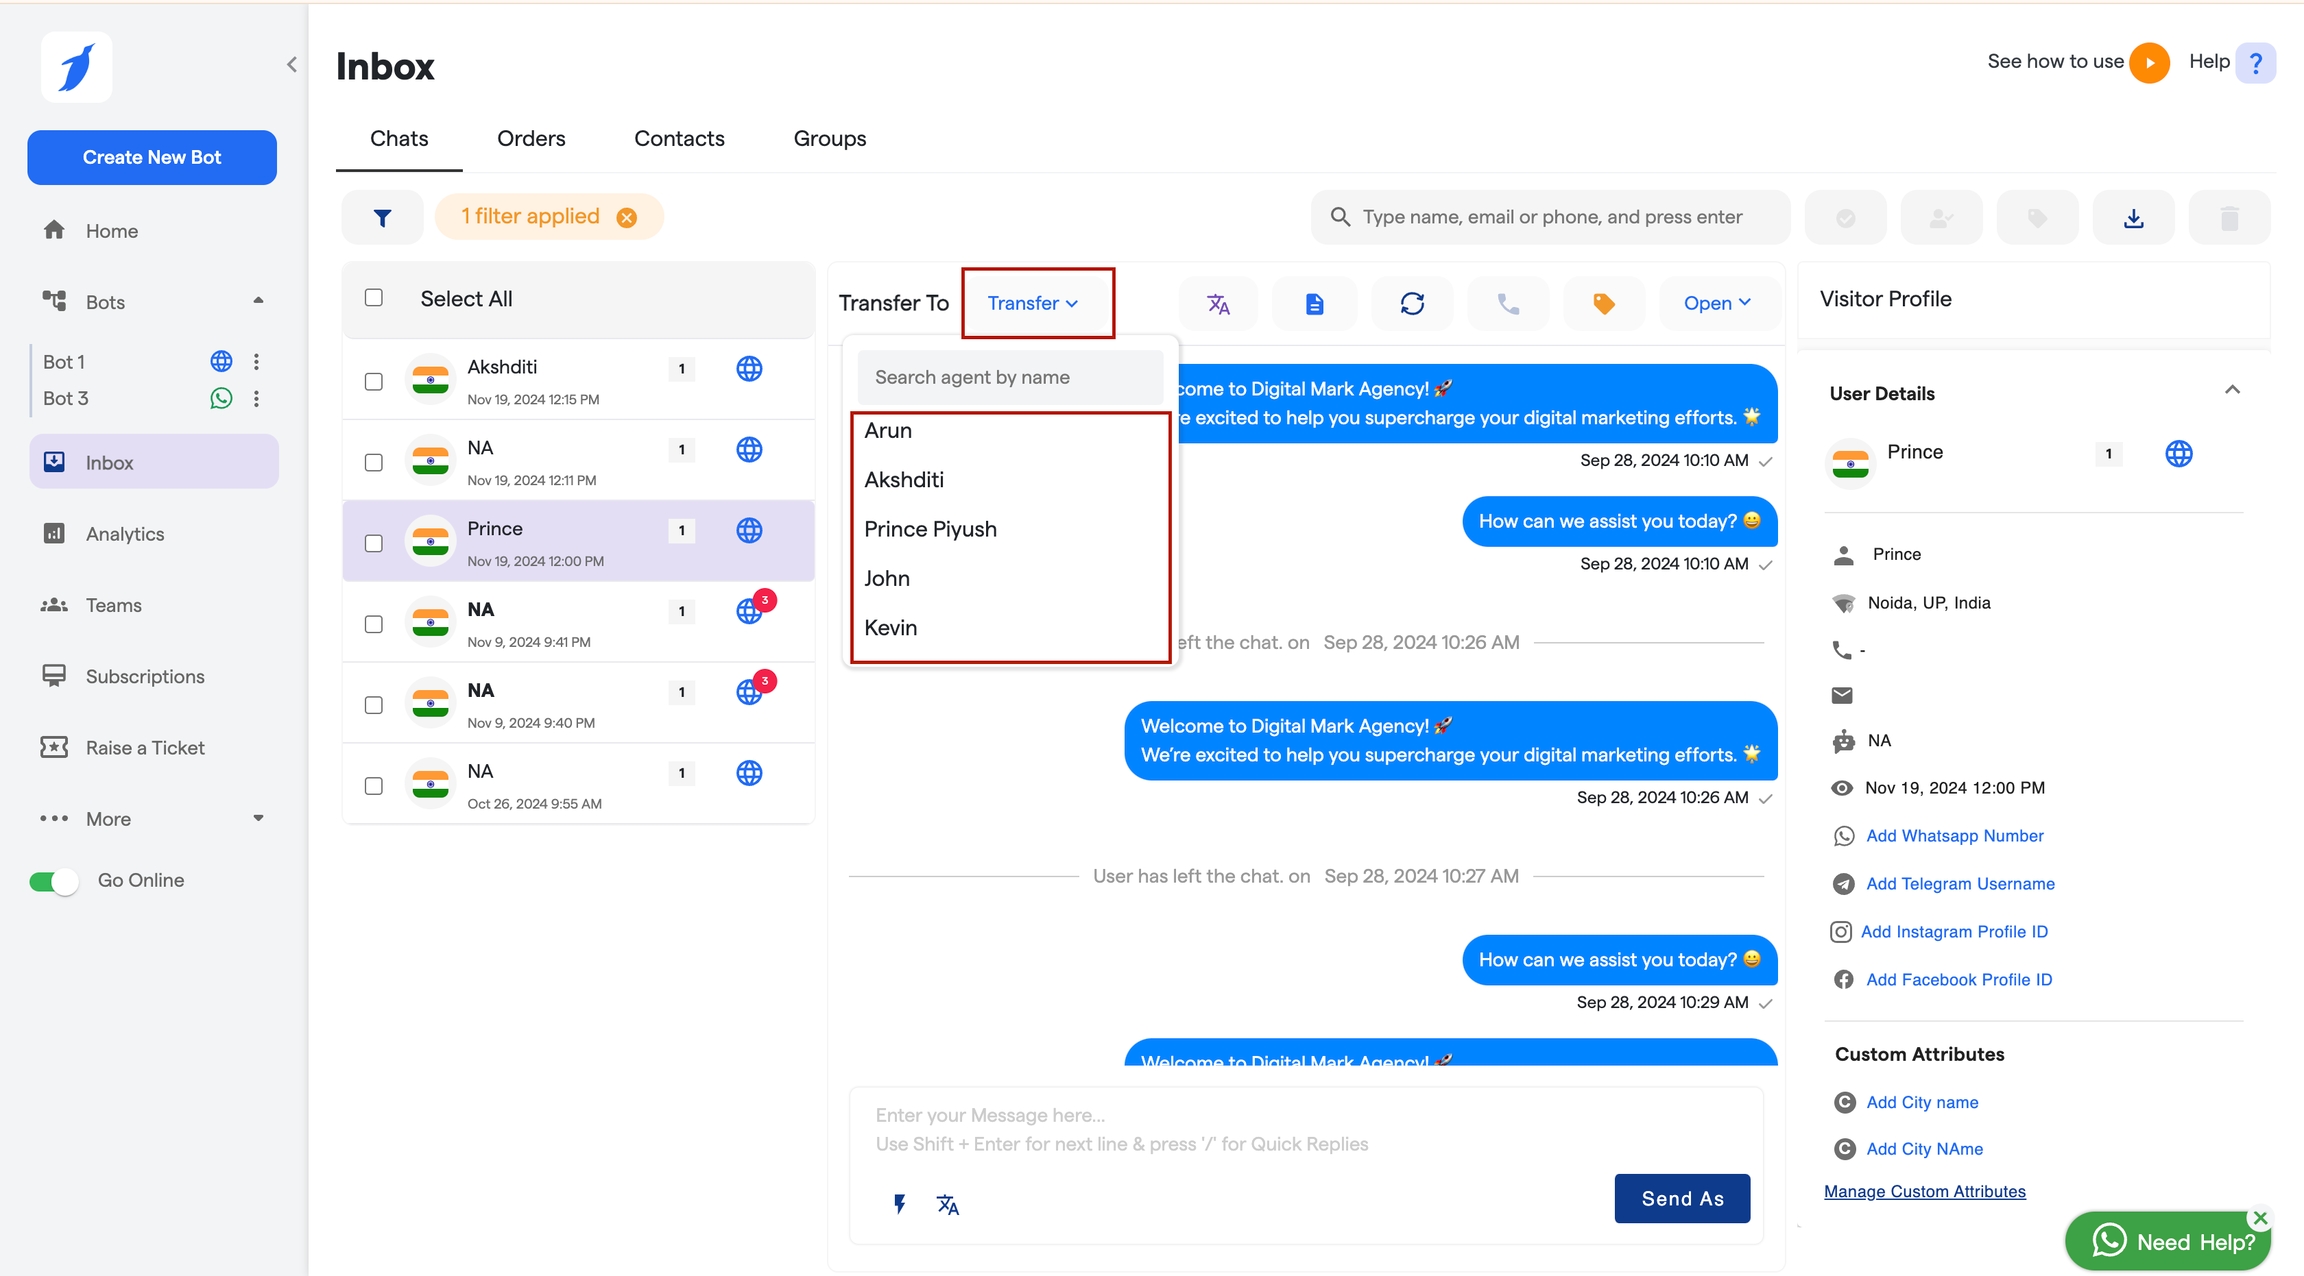 Inbox
See how to use
Help ?
Create New Bot
Chats
Orders
Contacts
Groups
Home
Bots
Bot 1
Bot 3
Inbox
Analytics
Teams
Subscriptions
Raise a Ticket
More
Go Online
1 filter applied
Type name, email or phone, and press enter
Select All
Akshditi
1
Nov 19, 2024 12:15 PM
NA
1
Nov 19, 2024 12:11 PM
Prince
1
Nov 19, 2024 12:00 PM
NA
1
3
Nov 9, 2024 9:41 PM
NA
1
3
Nov 9, 2024 9:40 PM
NA
1
Oct 26, 2024 9:55 AM
Transfer To
Transfer
Open
Search agent by name
Arun
Akshditi
Prince Piyush
John
Kevin
come to Digital Mark Agency! 🚀
re excited to help you supercharge your digital marketing efforts. 🌟
Sep 28, 2024 10:10 AM
How can we assist you today? 😀
Sep 28, 2024 10:10 AM
eft the chat. on Sep 28, 2024 10:26 AM
Welcome to Digital Mark Agency! 🚀
We're excited to help you supercharge your digital marketing efforts. 🌟
Sep 28, 2024 10:26 AM
User has left the chat. on Sep 28, 2024 10:27 AM
How can we assist you today? 😀
Sep 28, 2024 10:29 AM
Welcome to Digital Mark Agency! 🚀
Enter your Message here...
Use Shift + Enter for next line & press '/' for Quick Replies
Send As
Visitor Profile
User Details
Prince
1
Prince
Noida, UP, India
-
NA
Nov 19, 2024 12:00 PM
Add Whatsapp Number
Add Telegram Username
Add Instagram Profile ID
Add Facebook Profile ID
Custom Attributes
C Add City name
C Add City NAme
Manage Custom Attributes
Need Help?